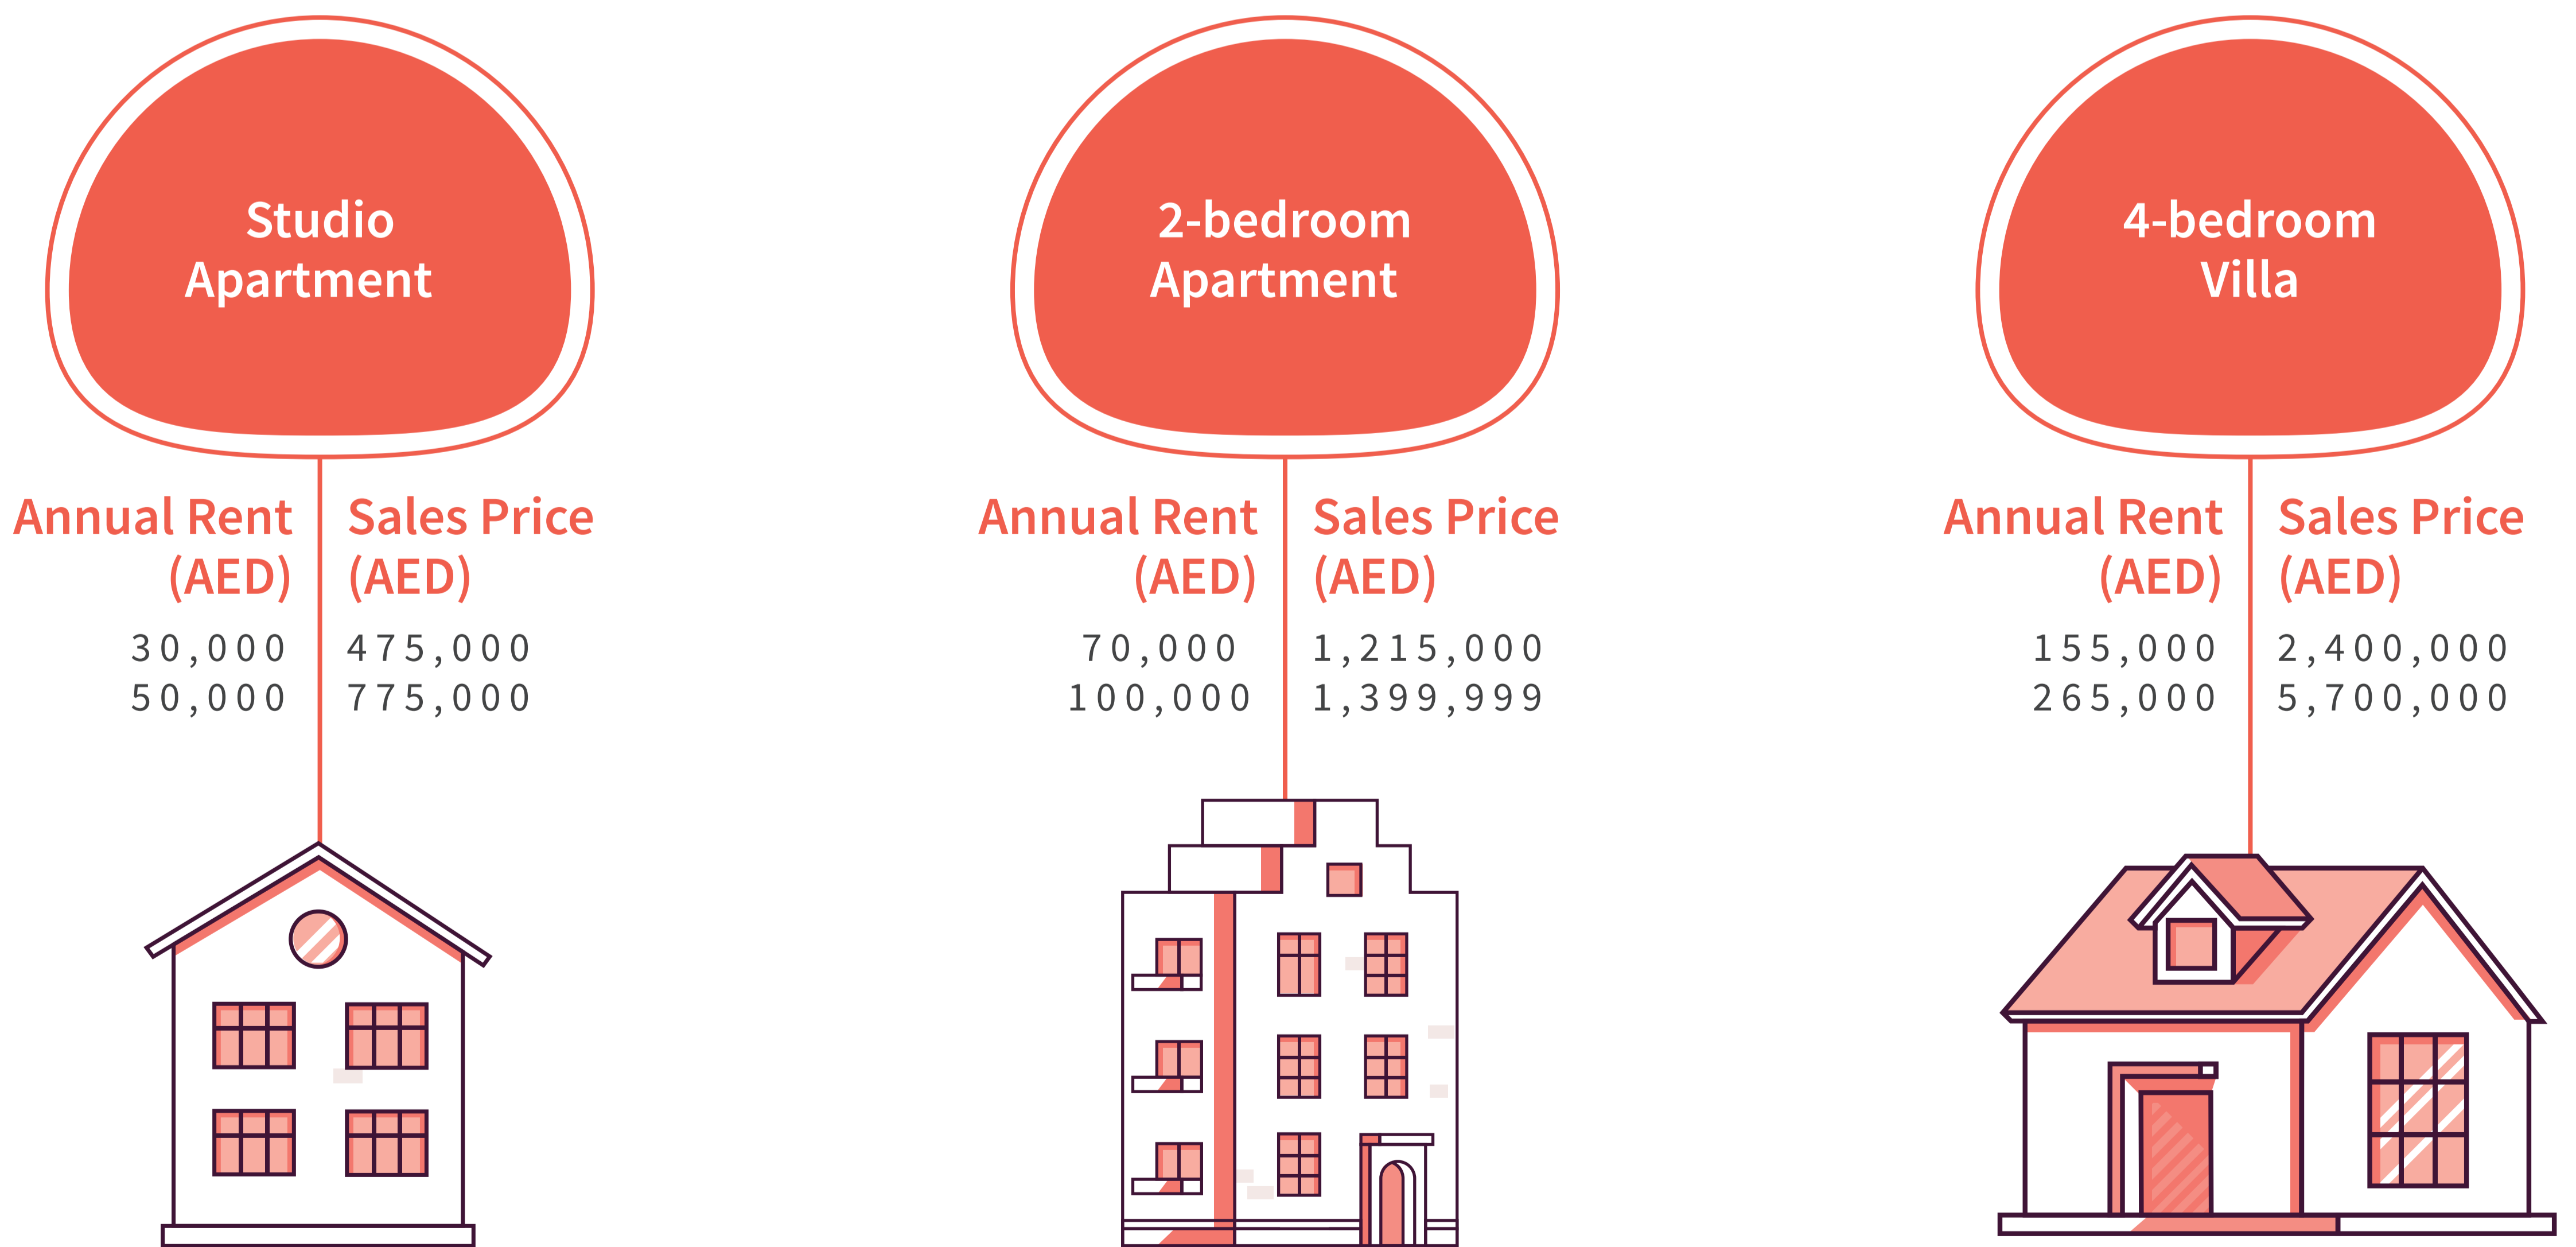 Studio
Apartment
Annual Rent
(AED)
30,000
50,000
Sales Price
(AED)
475,000
775,000
2-bedroom
Apartment
Annual Rent
(AED)
70,000
100,000
Sales Price
(AED)
1,215,000
1,399,999
4-bedroom
Villa
Annual Rent
(AED)
155,000
265,000
Sales Price
(AED)
2,400,000
5,700,000